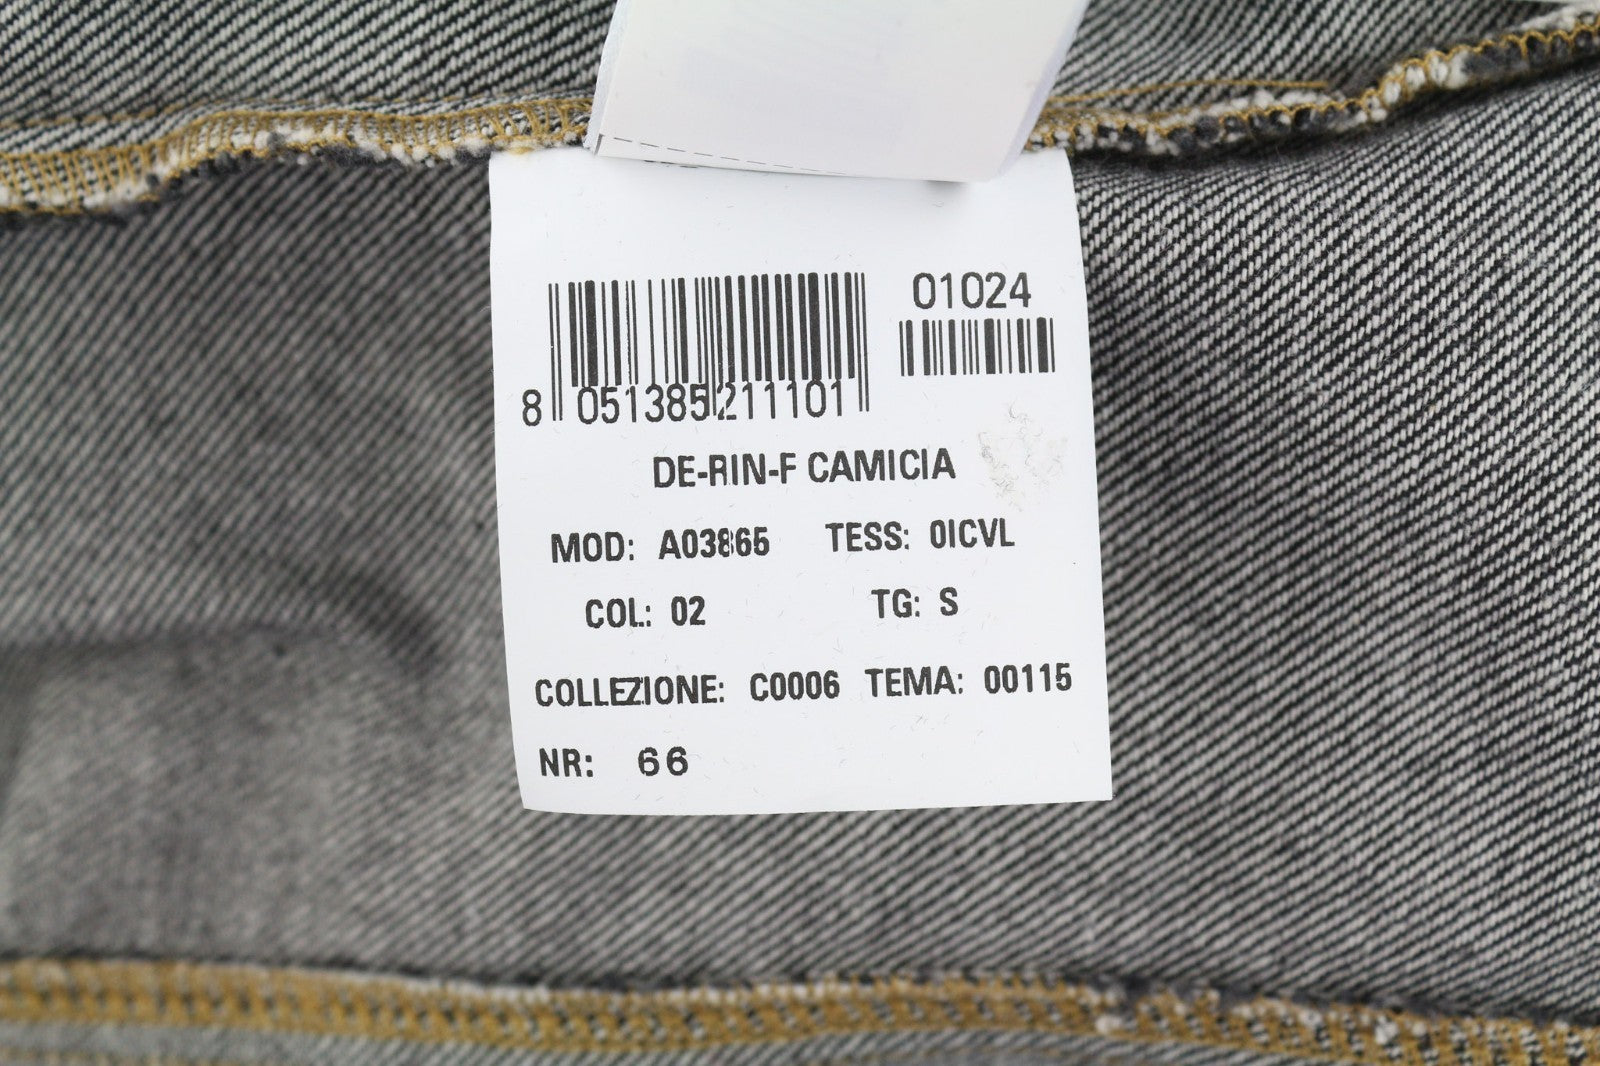 01024
8 051385 211101
DE-RIN-F CAMICIA
MOD: A03865 TESS: 0ICVL
COL: 02 TG: S
COLLEZIONE: C0006 TEMA: 00115
NR: 66